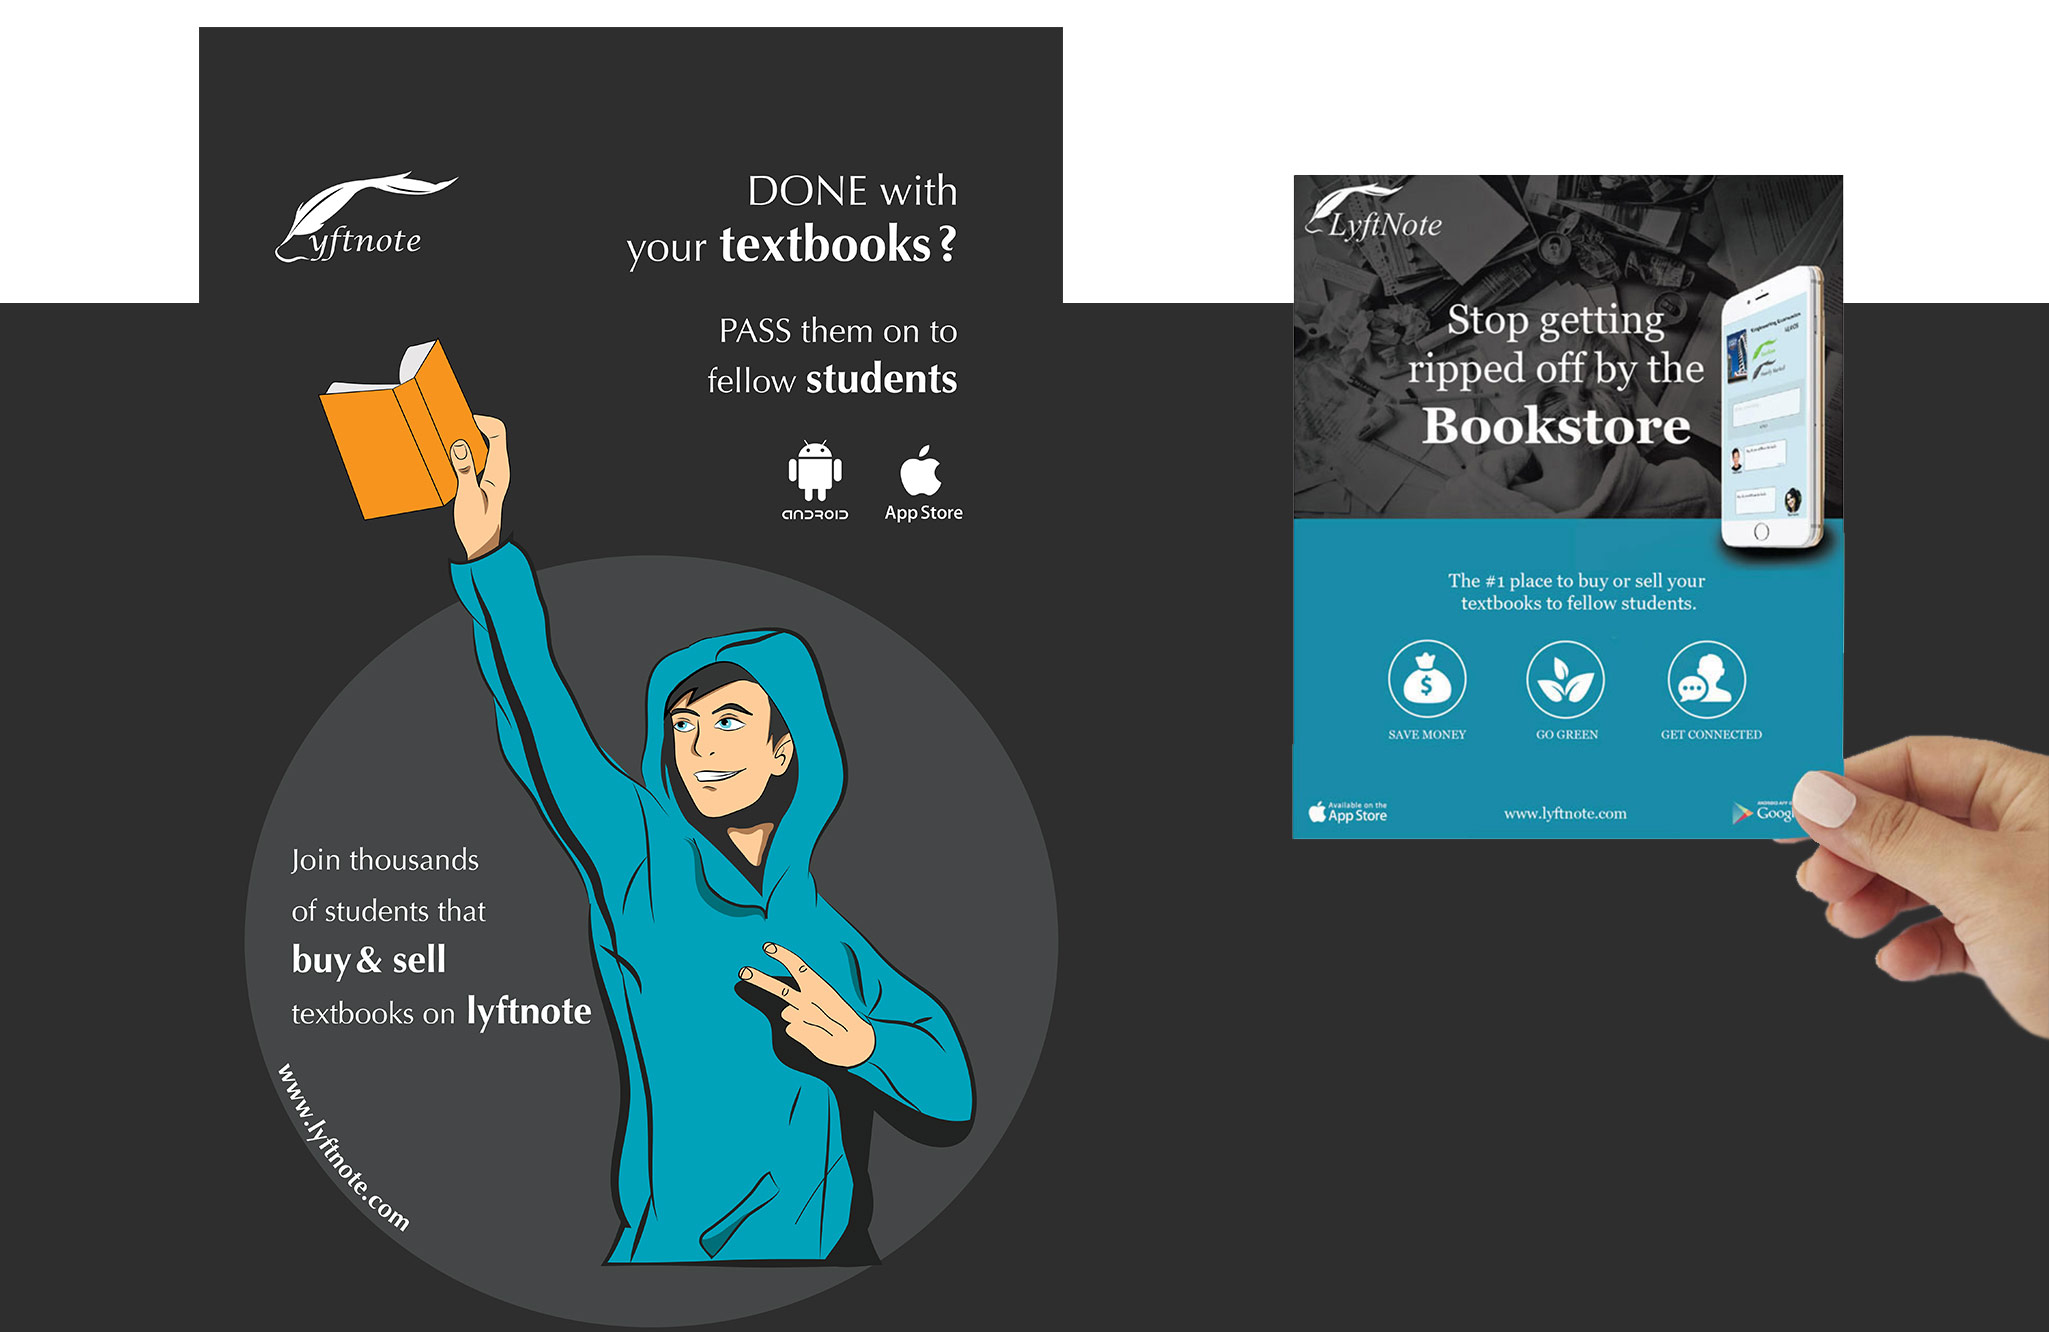 Lyftnote
DONE with
your textbooks?
PASS them on to
fellow students
ANDROID
App Store
Join thousands
of students that
buy & sell
textbooks on lyftnote
www.lyftnote.com
LyftNote
Stop getting
ripped off by the
Bookstore
The #1 place to buy or sell your
textbooks to fellow students.
SAVE MONEY
GO GREEN
GET CONNECTED
Available on the
App Store
www.lyftnote.com
ANDROID APP